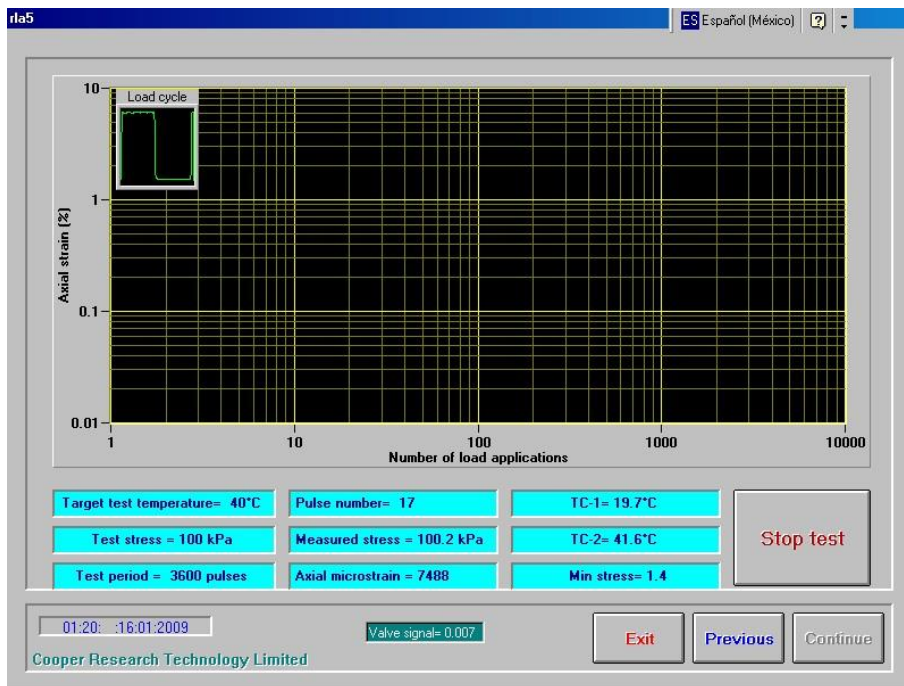 rla5
ES Español (México)
Load cycle
10
1
0.1
0.01
Axial strain (%)
1 10 100 1000 10000
Number of load applications
Target test temperature= 40°C
Pulse number= 17
TC-1= 19.7°C
Test stress = 100 kPa
Measured stress = 100.2 kPa
TC-2= 41.6°C
Test period = 3600 pulses
Axial microstrain = 7488
Min stress= 1.4
Stop test
01:20: :16:01:2009
Valve signal= 0.007
Exit
Previous
Continue
Cooper Research Technology Limited